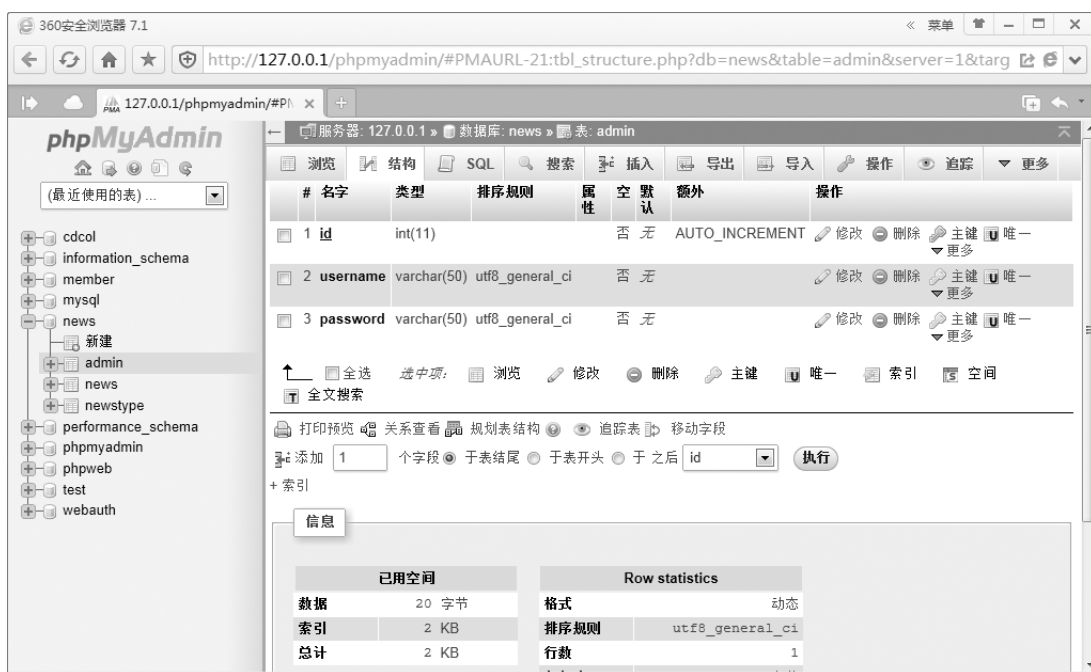 360安全浏览器 7.1
« 菜单
http://127.0.0.1/phpmyadmin/#PMAURL-21:tbl_structure.php?db=news&table=admin&server=1&targ
PMA 127.0.0.1/phpmyadmin/#PM
phpMyAdmin
(最近使用的表) ...
cdcol
information_schema
member
mysql
news
新建
admin
news
newstype
performance_schema
phpmyadmin
phpweb
test
webauth
服务器: 127.0.0.1 » 数据库: news » 表: admin
浏览 结构 SQL 搜索 插入 导出 导入 操作 追踪 更多
# 名字 类型 排序规则 属性 空 默认 额外 操作
1 id int(11) 否 无 AUTO_INCREMENT 修改 删除 主键 U 唯一
更多
2 username varchar(50) utf8_general_ci 否 无 修改 删除 主键 U 唯一
更多
3 password varchar(50) utf8_general_ci 否 无 修改 删除 主键 U 唯一
更多
全选 选中项: 浏览 修改 删除 主键 U 唯一 索引 S 空间
T 全文搜索
打印预览 关系查看 规划表结构 追踪表 移动字段
添加 1 个字段 于表结尾 于表开头 于 之后 id 执行
+ 索引
信息
已用空间
数据 20 字节
索引 2 KB
总计 2 KB
Row statistics
格式 动态
排序规则 utf8_general_ci
行数 1